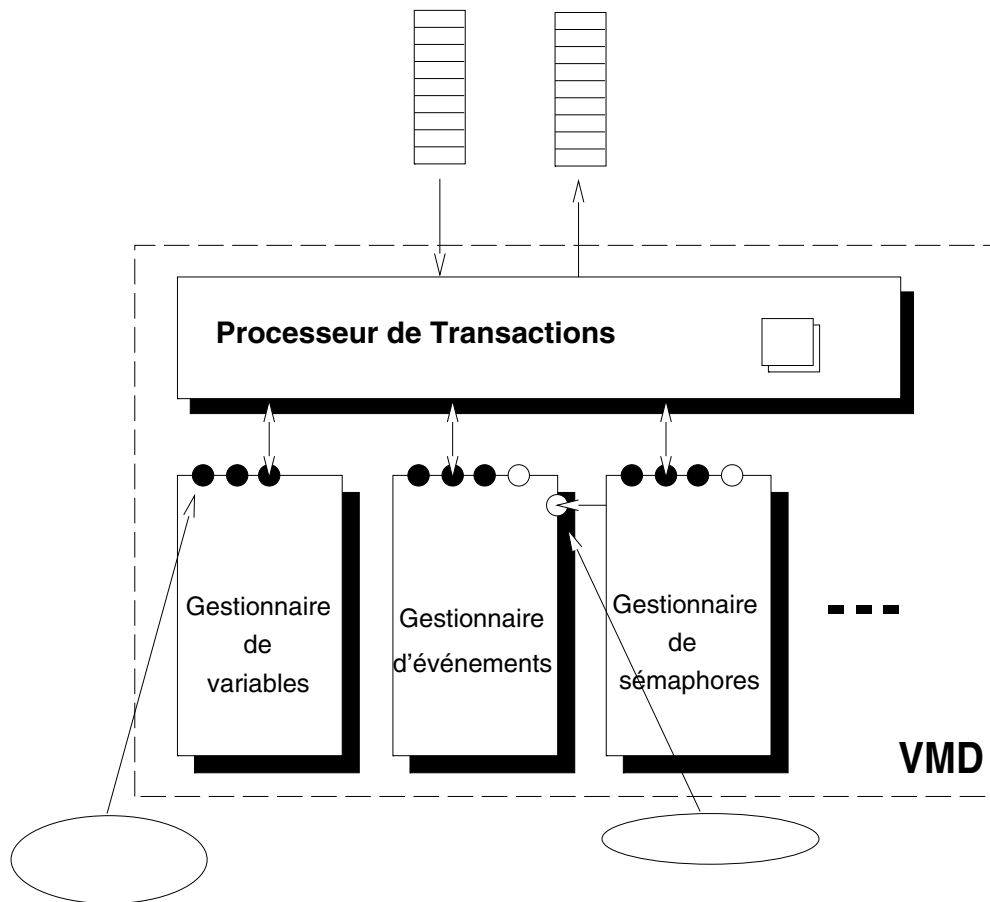 Processeur de Transactions
Gestionnaire
de
variables
Gestionnaire
d'événements
Gestionnaire
de
sémaphores
VMD